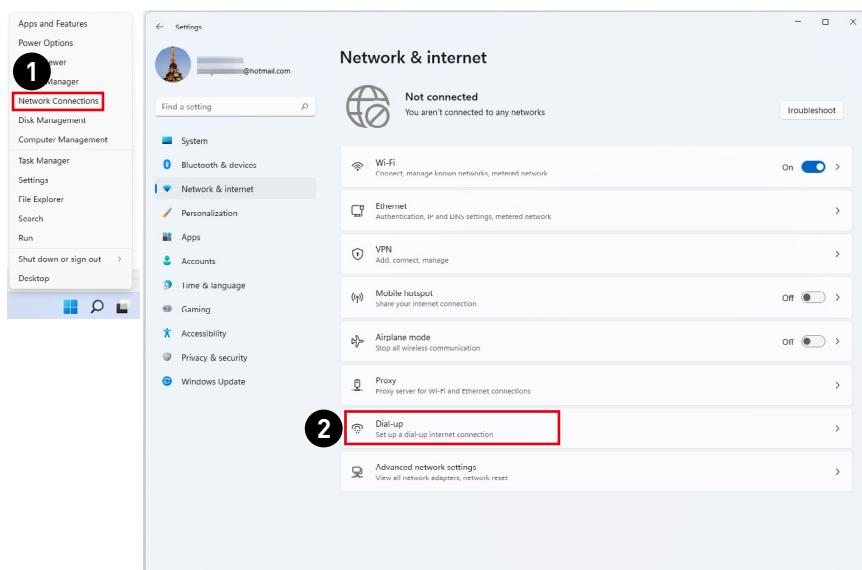 Apps and Features
Power Options
ewer
1
Manager
Network Connections
Disk Management
Computer Management
Task Manager
Settings
File Explorer
Search
Run
Shut down or sign out
Desktop
Settings
@hotmail.com
Find a setting
System
Bluetooth & devices
Network & internet
Personalization
Apps
Accounts
Time & language
Gaming
Accessibility
Privacy & security
Windows Update
Network & internet
Not connected
You aren't connected to any networks
Troubleshoot
Wi-Fi
Connect, manage known networks, metered network
On
Ethernet
Authentication, IP and DNS settings, metered network
VPN
Add, connect, manage
Mobile hotspot
Share your internet connection
Off
Airplane mode
Stop all wireless communication
Off
Proxy
Proxy server for Wi-Fi and Ethernet connections
2
Dial-up
Set up a dial-up internet connection
Advanced network settings
View all network adapters, network reset